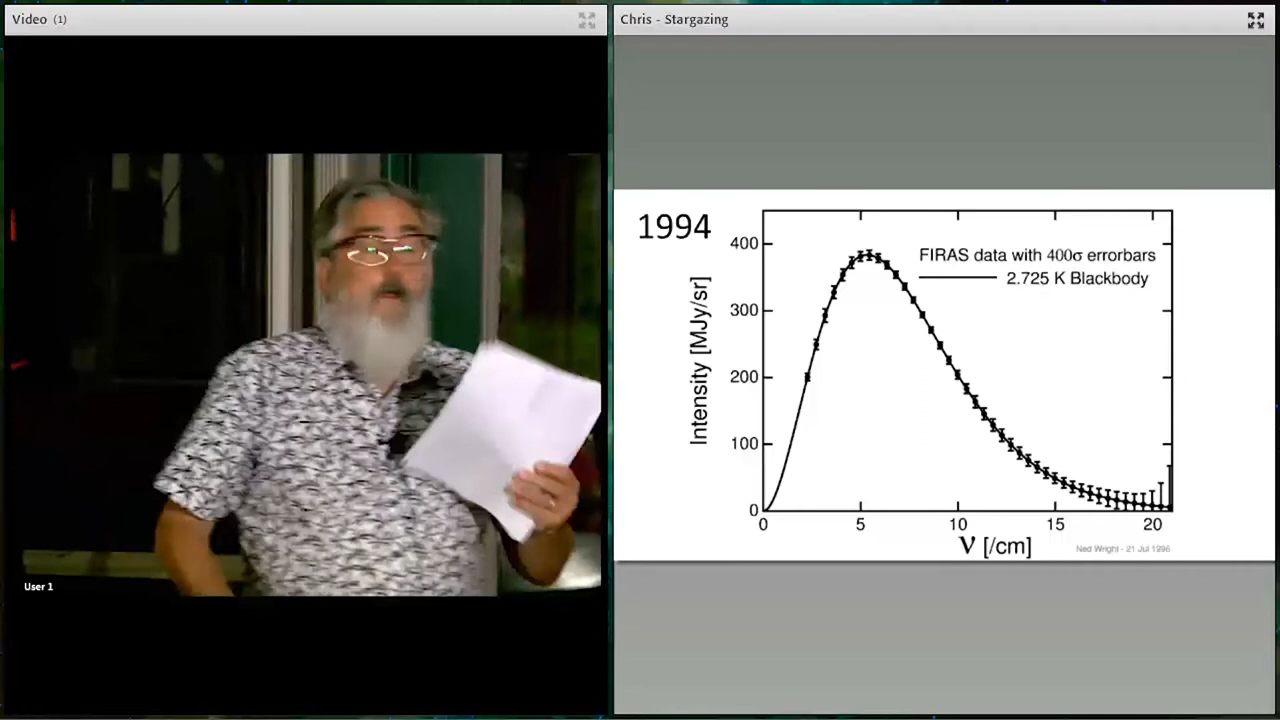 Video (1)
User 1
Chris - Stargazing
1994
FIRAS data with 400σ errorbars
2.725 K Blackbody
Intensity [MJy/sr]
400
300
200
100
0
0 5 10 15 20
ν [/cm]
Ned Wright - 21 Jul 1996